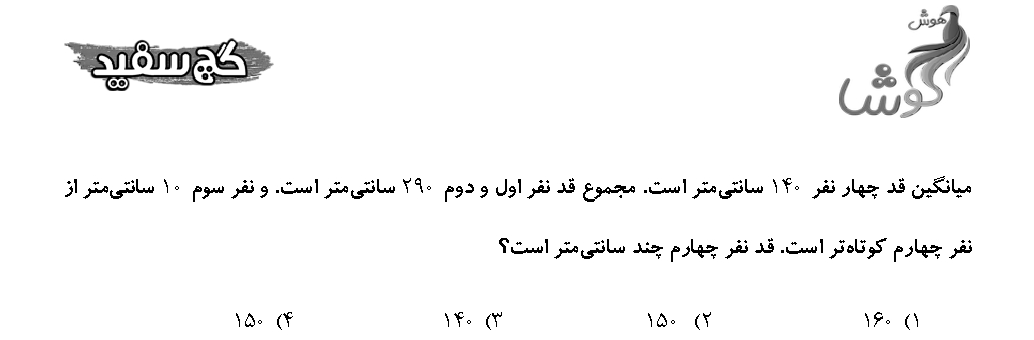 هوش
گوشا
گچ سفید
میانگین قد چهار نفر ۱۴۰ سانتی‌متر است. مجموع قد نفر اول و دوم ۲۹۰ سانتی‌متر است. و نفر سوم ۱۰ سانتی‌متر از
نفر چهارم کوتاه‌تر است. قد نفر چهارم چند سانتی‌متر است؟
۱) ۱۶۰ ۲) ۱۵۰ ۳) ۱۴۰ ۴) ۱۵۰